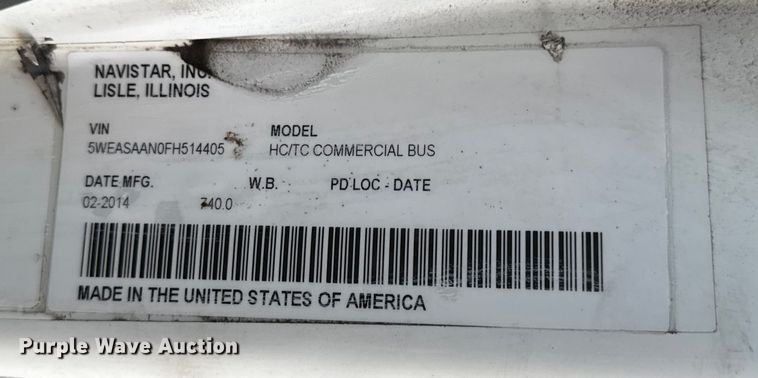 NAVISTAR, INC.
LISLE, ILLINOIS
VIN MODEL
5WEASAAN0FH514405 HC/TC COMMERCIAL BUS
DATE MFG. W.B. PD LOC - DATE
02-2014 40.0
MADE IN THE UNITED STATES OF AMERICA
Purple Wave Auction